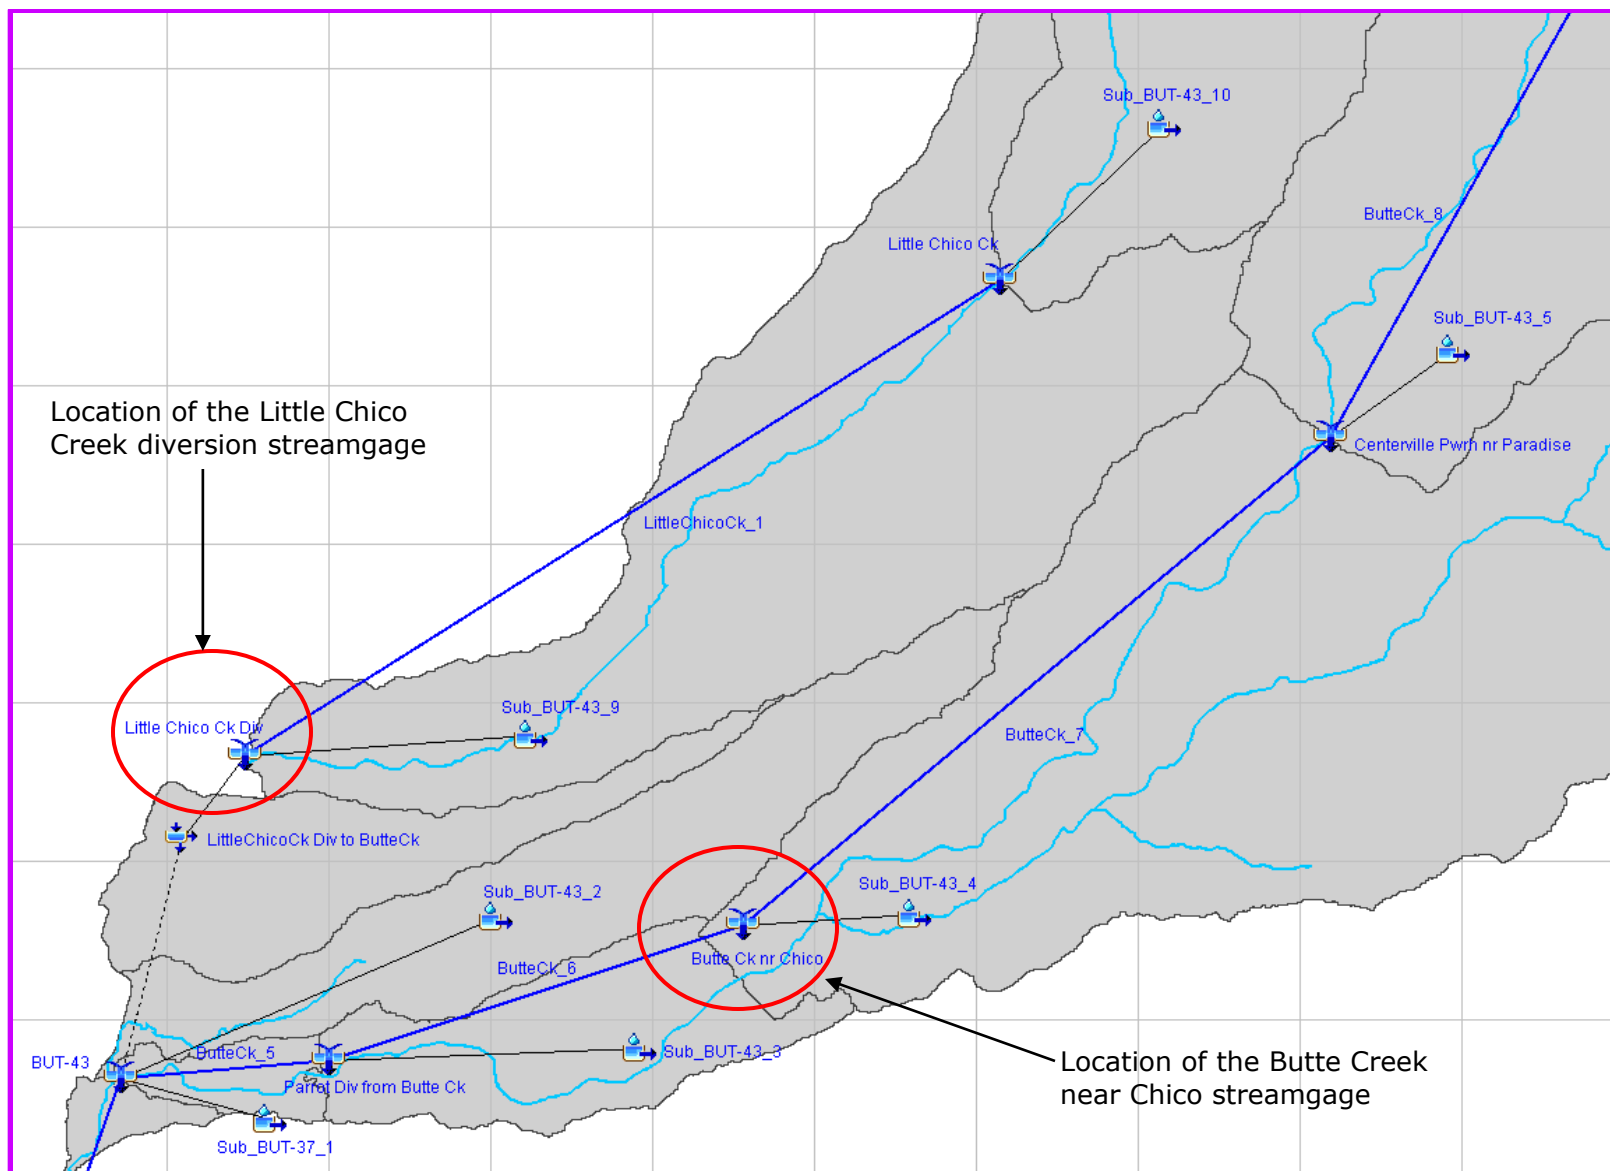 Sub_BUT-43_10
ButteCk_8
Little Chico Ck
Sub_BUT-43_5
Location of the Little Chico
Creek diversion streamgage
Centerville Pwrh nr Paradise
LittleChicoCk_1
Sub_BUT-43_9
Little Chico Ck Div
ButteCk_7
LittleChicoCk Div to ButteCk
Sub_BUT-43_2
Sub_BUT-43_4
Butte Ck nr Chico
ButteCk_6
ButteCk_5
Sub_BUT-43_3
BUT-43
Parrot Div from Butte Ck
Location of the Butte Creek
near Chico streamgage
Sub_BUT-37_1